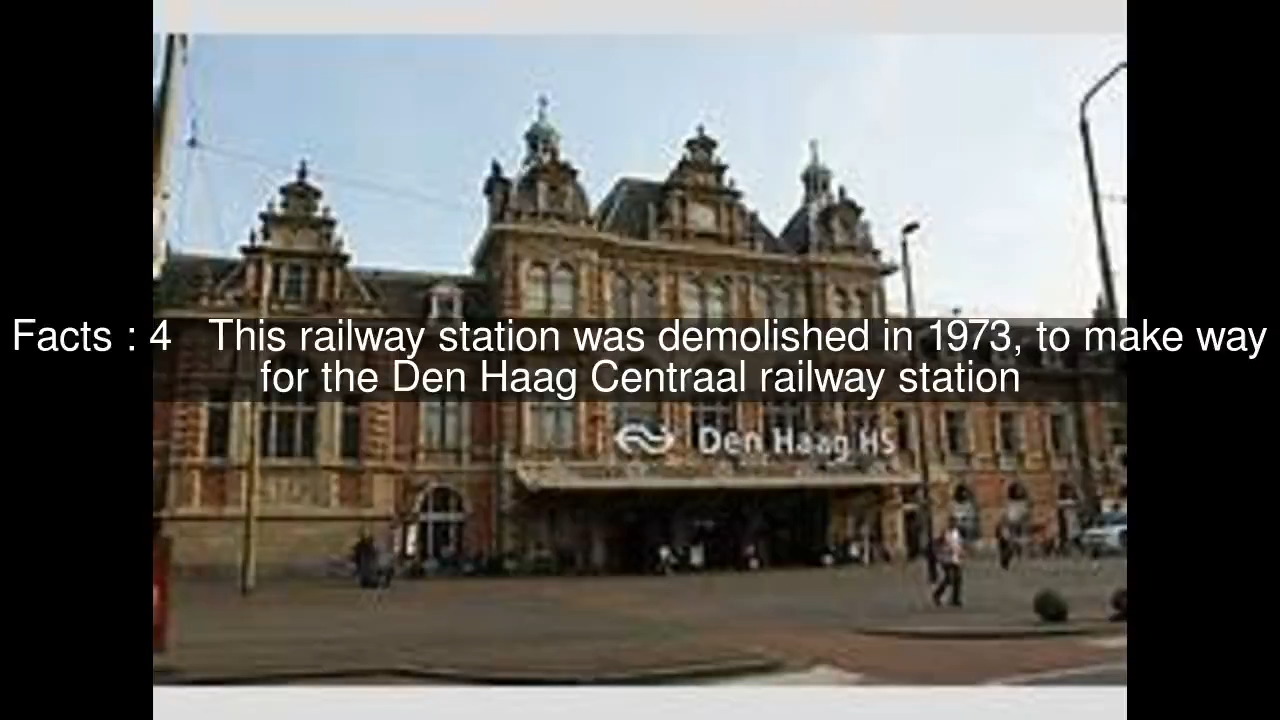 Facts : 4 This railway station was demolished in 1973, to make way
for the Den Haag Centraal railway station
Den Haag HS